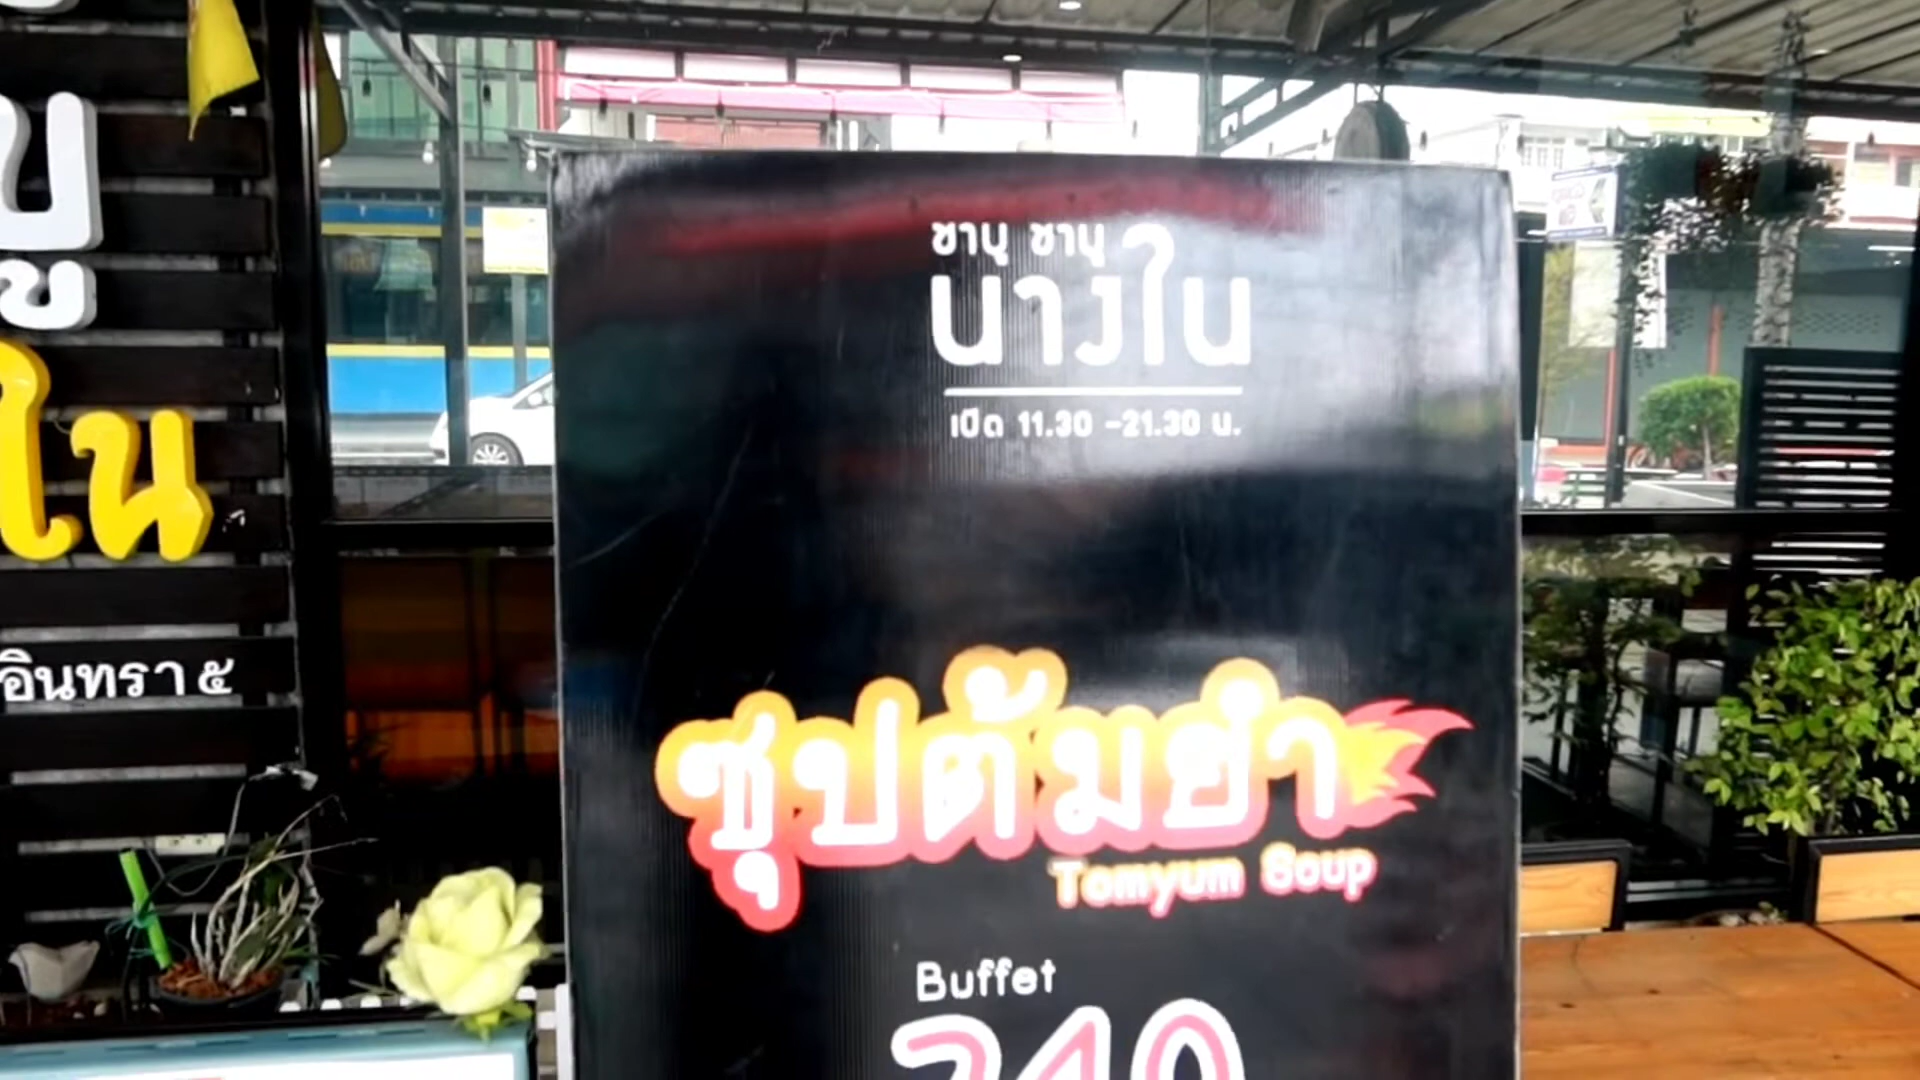 ชาบู ชาบู
นางใน
เปิด 11.30 -21.30 น.
ซุปต้มยำ
Tomyum Soup
Buffet
บู
ใน
อินทรา ๕